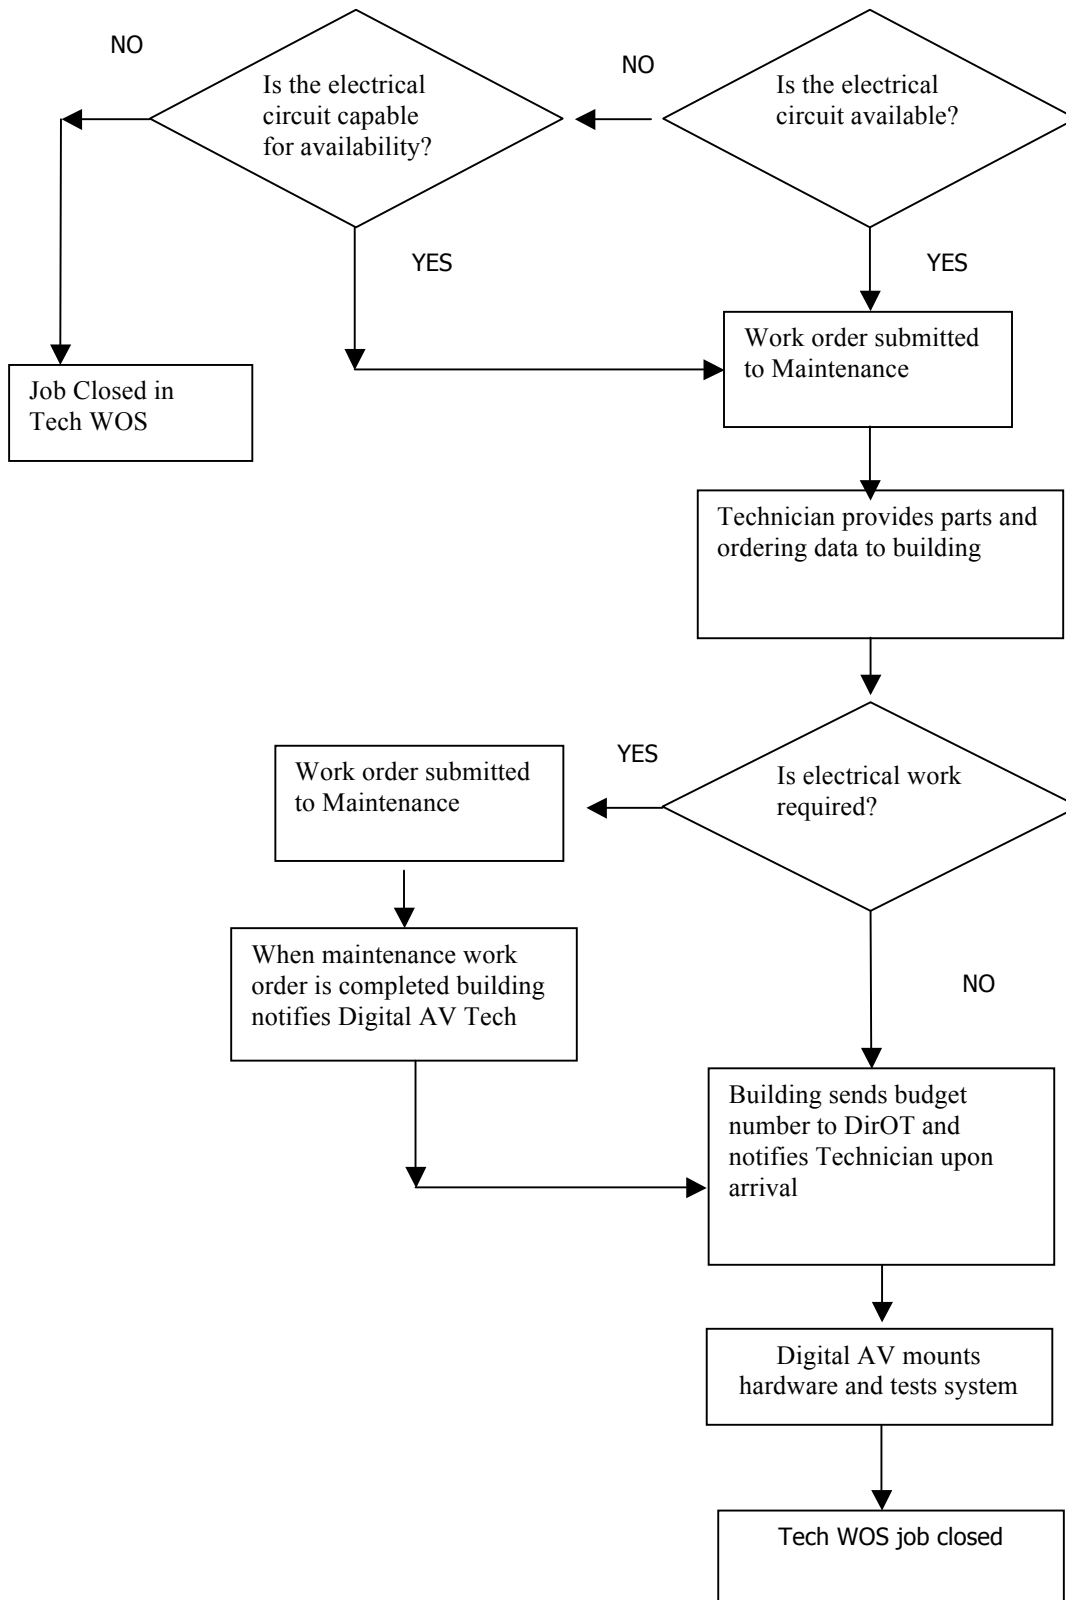 NO
Is the electrical
circuit capable
for availability?
NO
Is the electrical
circuit available?
YES
YES
Work order submitted
to Maintenance
Job Closed in
Tech WOS
Technician provides parts and
ordering data to building
YES
Work order submitted
to Maintenance
Is electrical work
required?
When maintenance work
order is completed building
notifies Digital AV Tech
NO
Building sends budget
number to DirOT and
notifies Technician upon
arrival
Digital AV mounts
hardware and tests system
Tech WOS job closed